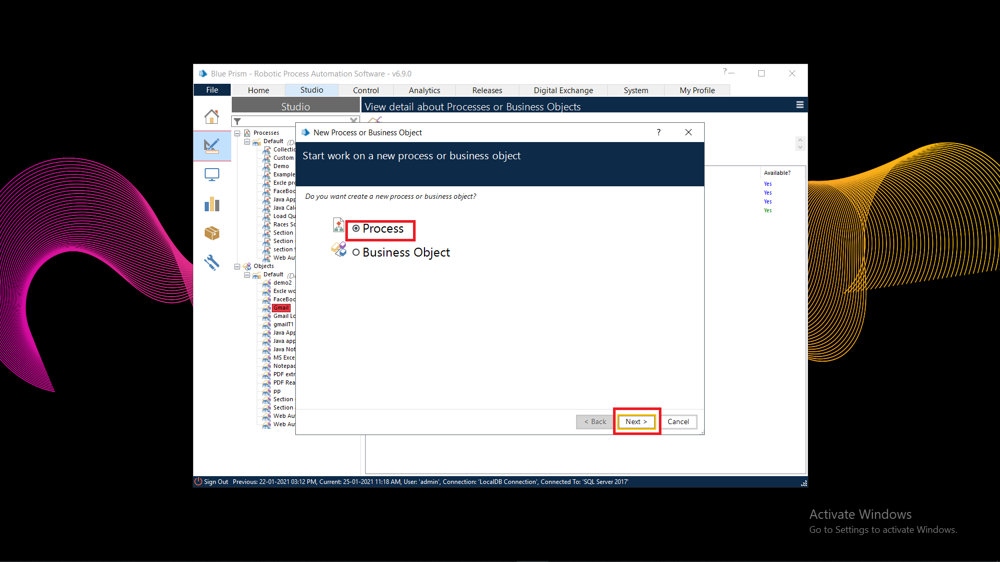 Blue Prism - Robotic Process Automation Software - v6.9.0
?
File Home Studio Control Analytics Releases Digital Exchange System My Profile
Studio
View detail about Processes or Business Objects
Processes
Default (D
Collectio
Custom
Demo
Example
Excle pro
FaceBoo
Java App
Java Calc
Load Qu
Races Sc
Section
Section
section 9
Web Aut
Objects
Default (D
demo2
Excle wo
FaceBoo
Gmail
Gmail Lo
gmailT1
Java App
Java app
Java Not
MS Exce
Notepad
PDF extr
PDF Rea
pp
Section
Section
Web Aut
Web Aut
New Process or Business Object ?
Start work on a new process or business object
Do you want create a new process or business object?
Process
Business Object
< Back Next > Cancel
Available?
Yes
Yes
Yes
Yes
Sign Out Previous: 22-01-2021 03:12 PM, Current: 25-01-2021 11:18 AM, User: 'admin', Connection: 'LocalDB Connection', Connected To: 'SQL Server 2017'
Activate Windows
Go to Settings to activate Windows.